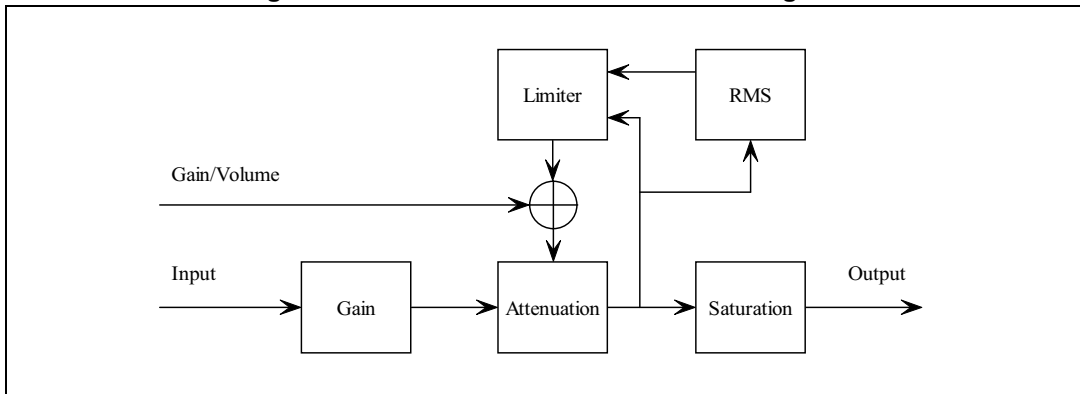 Limiter
RMS
Gain/Volume
Input
Output
Gain
Attenuation
Saturation